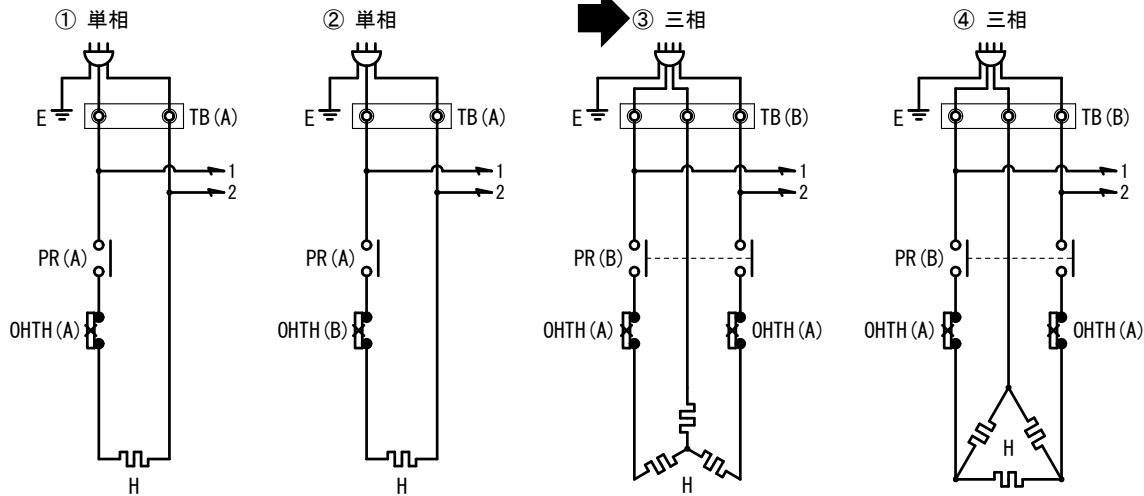 ① 単相
② 単相
③ 三相
④ 三相
E
TB(A)
E
TB(A)
E
TB(B)
E
TB(B)
1
2
1
2
1
2
1
2
PR(A)
PR(A)
PR(B)
PR(B)
OHTH(A)
OHTH(B)
OHTH(A)
OHTH(A)
OHTH(A)
OHTH(A)
H
H
H
H